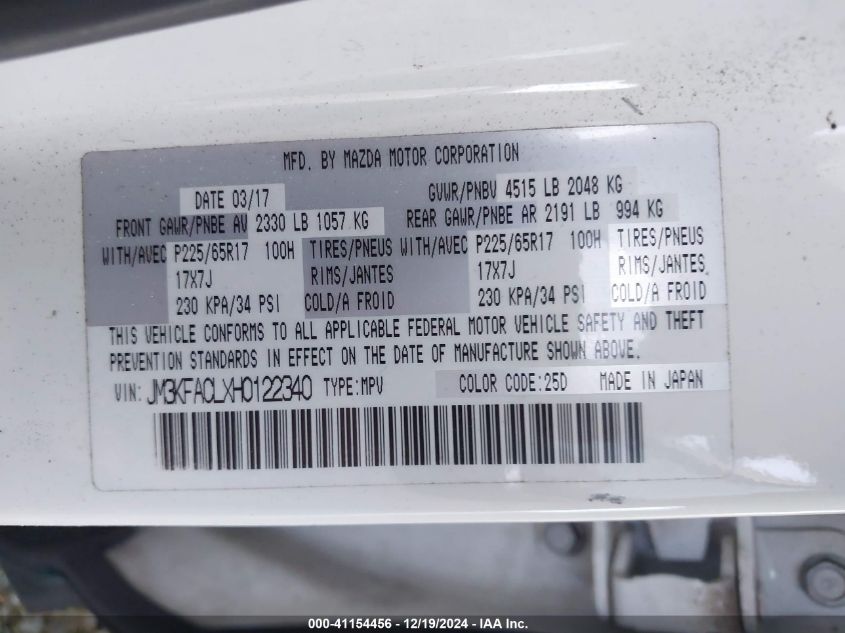 MFD. BY MAZDA MOTOR CORPORATION
DATE 03/17 GVWR/PNBV 4515 LB 2048 KG
FRONT GAWR/PNBE AV 2330 LB 1057 KG REAR GAWR/PNBE AR 2191 LB 994 KG
WITH/AVEC P225/65R17 100H TIRES/PNEUS WITH/AVEC P225/65R17 100H TIRES/PNEUS
17X7J RIMS/JANTES 17X7J RIMS/JANTES
230 KPA/34 PSI COLD/A FROID 230 KPA/34 PSI COLD/A FROID
THIS VEHICLE CONFORMS TO ALL APPLICABLE FEDERAL MOTOR VEHICLE SAFETY AND THEFT
PREVENTION STANDARDS IN EFFECT ON THE DATE OF MANUFACTURE SHOWN ABOVE.
VIN: JM3KFACLXH0122340 TYPE:MPV COLOR CODE:25D MADE IN JAPAN
000-41154456 - 12/19/2024 - IAA Inc.